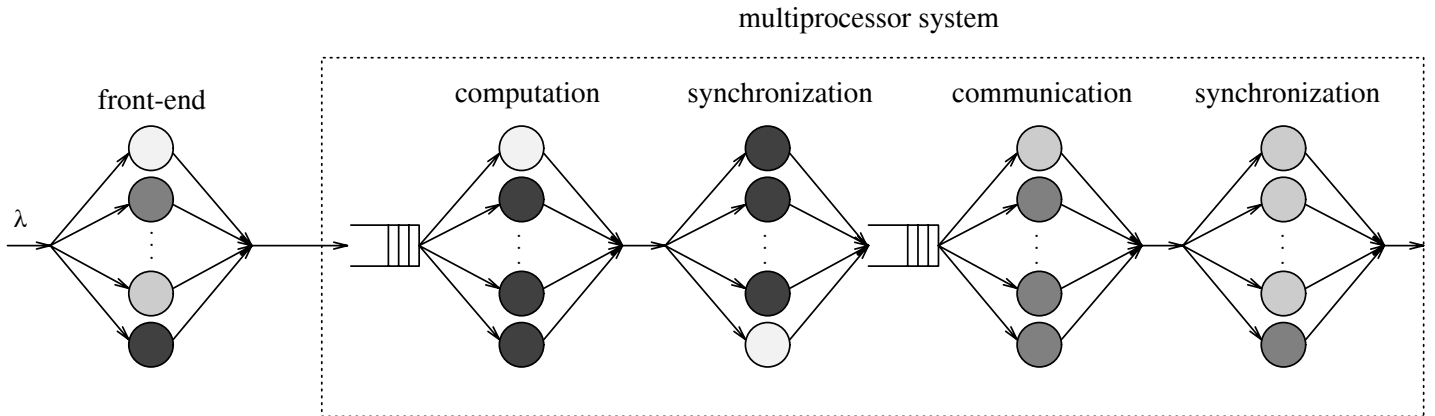 multiprocessor system
front-end
computation
synchronization
communication
synchronization
λ